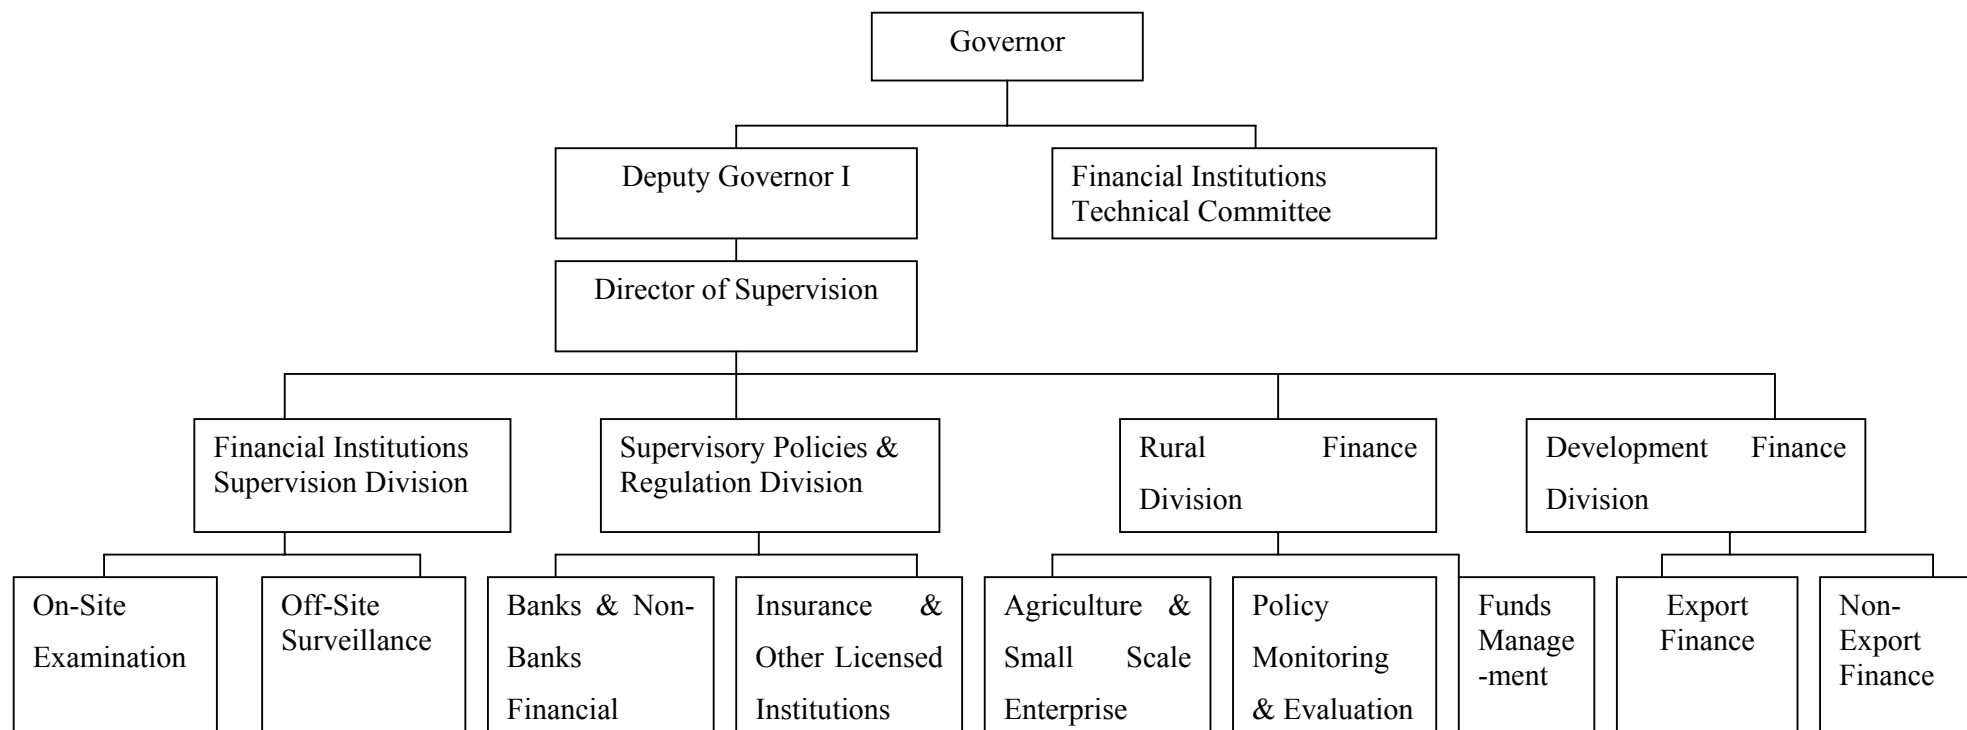 Governor
Deputy Governor I
Financial Institutions
Technical Committee
Director of Supervision
Financial Institutions
Supervision Division
Supervisory Policies &
Regulation Division
Rural Finance
Division
Development Finance
Division
On-Site
Examination
Off-Site
Surveillance
Banks & Non-
Banks
Financial
Insurance &
Other Licensed
Institutions
Agriculture &
Small Scale
Enterprise
Policy
Monitoring
& Evaluation
Funds
Manage
-ment
Export
Finance
Non-
Export
Finance